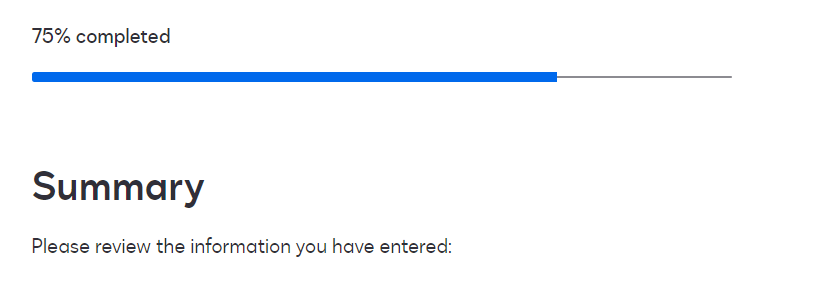 75% completed
Summary
Please review the information you have entered: